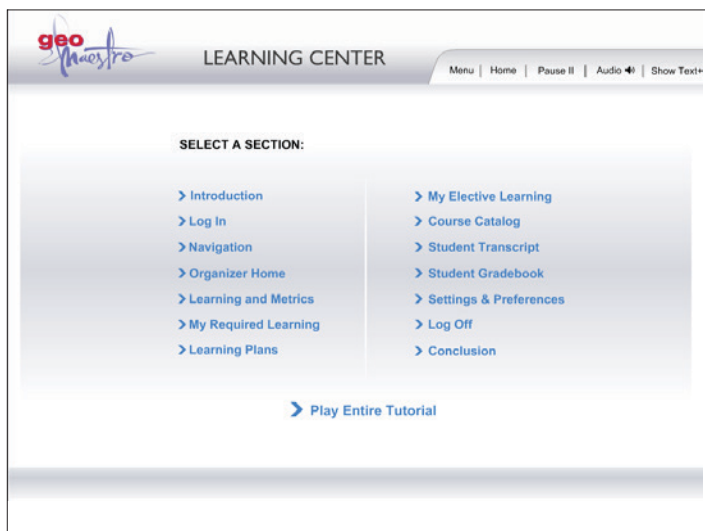 geo
Maestro
LEARNING CENTER
Menu | Home | Pause II | Audio | Show Text
SELECT A SECTION:
Introduction
Log In
Navigation
Organizer Home
Learning and Metrics
My Required Learning
Learning Plans
My Elective Learning
Course Catalog
Student Transcript
Student Gradebook
Settings & Preferences
Log Off
Conclusion
Play Entire Tutorial